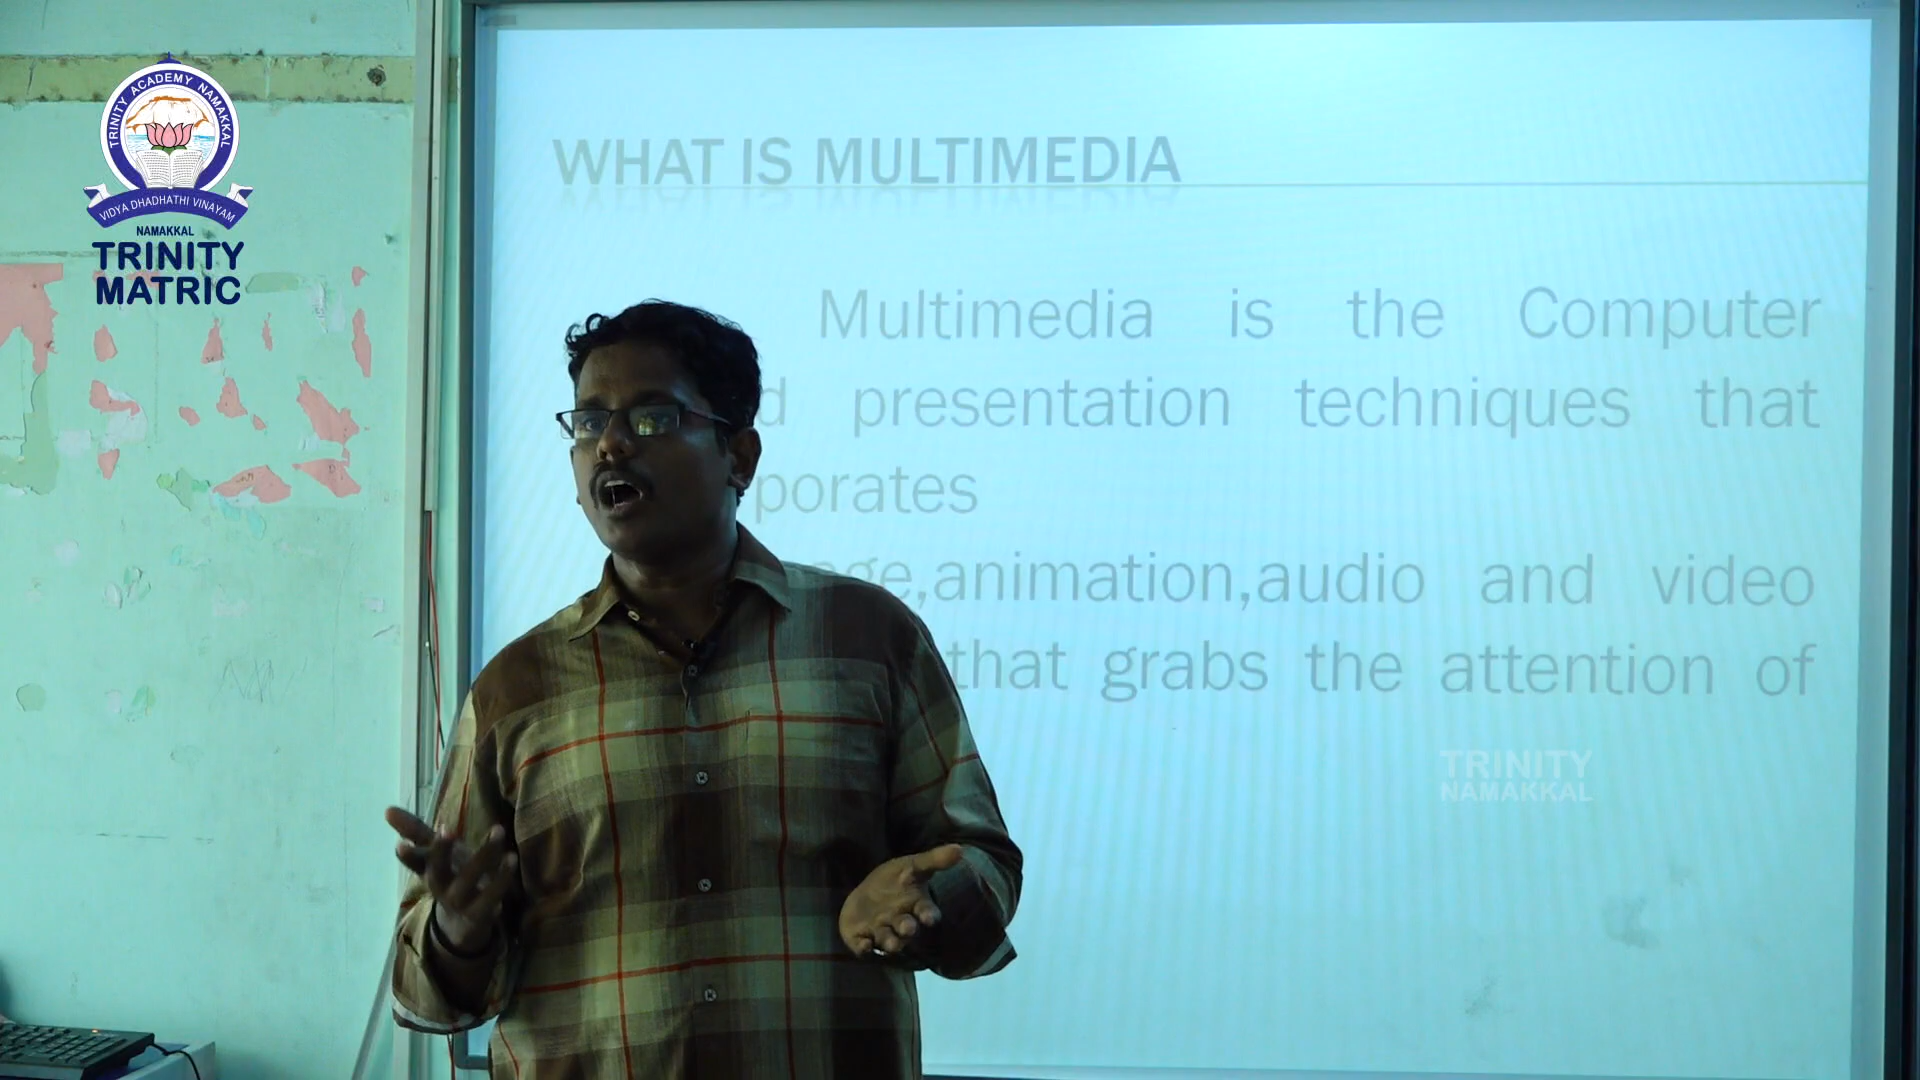 TRINITY ACADEMY NAMAKKAL
VIDYA DHADHATHI VINAYAM
NAMAKKAL
TRINITY
MATRIC
WHAT IS MULTIMEDIA
Multimedia is the Computer
presentation techniques that
animation,audio and video
that grabs the attention of
TRINITY
NAMAKKAL